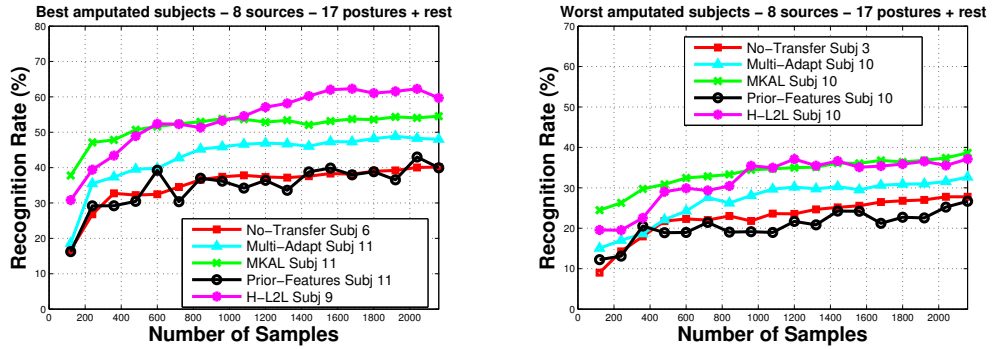 Best amputated subjects – 8 sources – 17 postures + rest
80
70
60
50
40
30
20
10
0
Recognition Rate (%)
No-Transfer Subj 6
Multi-Adapt Subj 11
MKAL Subj 11
Prior-Features Subj 11
H-L2L Subj 9
200 400 600 800 1000 1200 1400 1600 1800 2000
Number of Samples
Worst amputated subjects – 8 sources – 17 postures + rest
70
60
50
40
30
20
10
0
Recognition Rate (%)
No-Transfer Subj 3
Multi-Adapt Subj 10
MKAL Subj 10
Prior-Features Subj 10
H-L2L Subj 10
200 400 600 800 1000 1200 1400 1600 1800 2000
Number of Samples